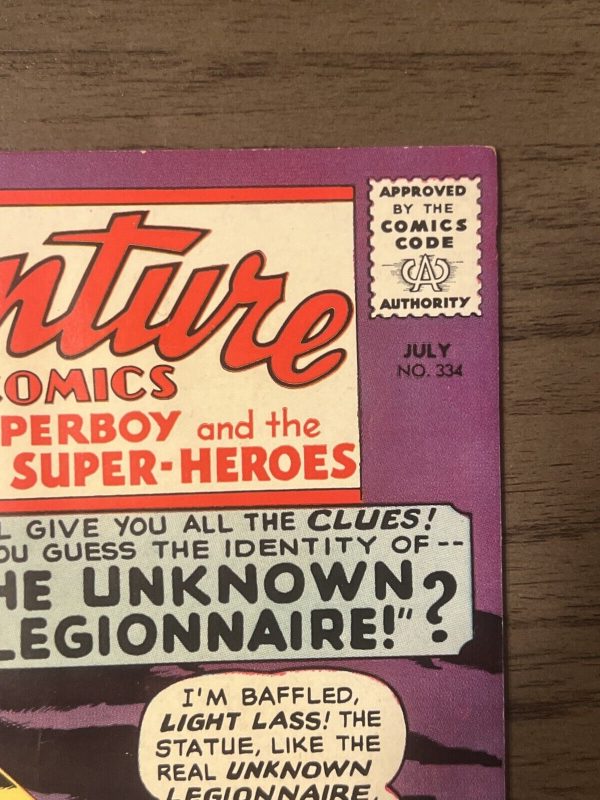 APPROVED
BY THE
COMICS
CODE
CA
AUTHORITY
JULY
NO. 334
nture
COMICS
PERBOY and the
SUPER-HEROES
L GIVE YOU ALL THE CLUES!
OU GUESS THE IDENTITY OF--
HE UNKNOWN
LEGIONNAIRE!"?
I'M BAFFLED,
LIGHT LASS! THE
STATUE, LIKE THE
REAL UNKNOWN
LEGIONNAIRE,